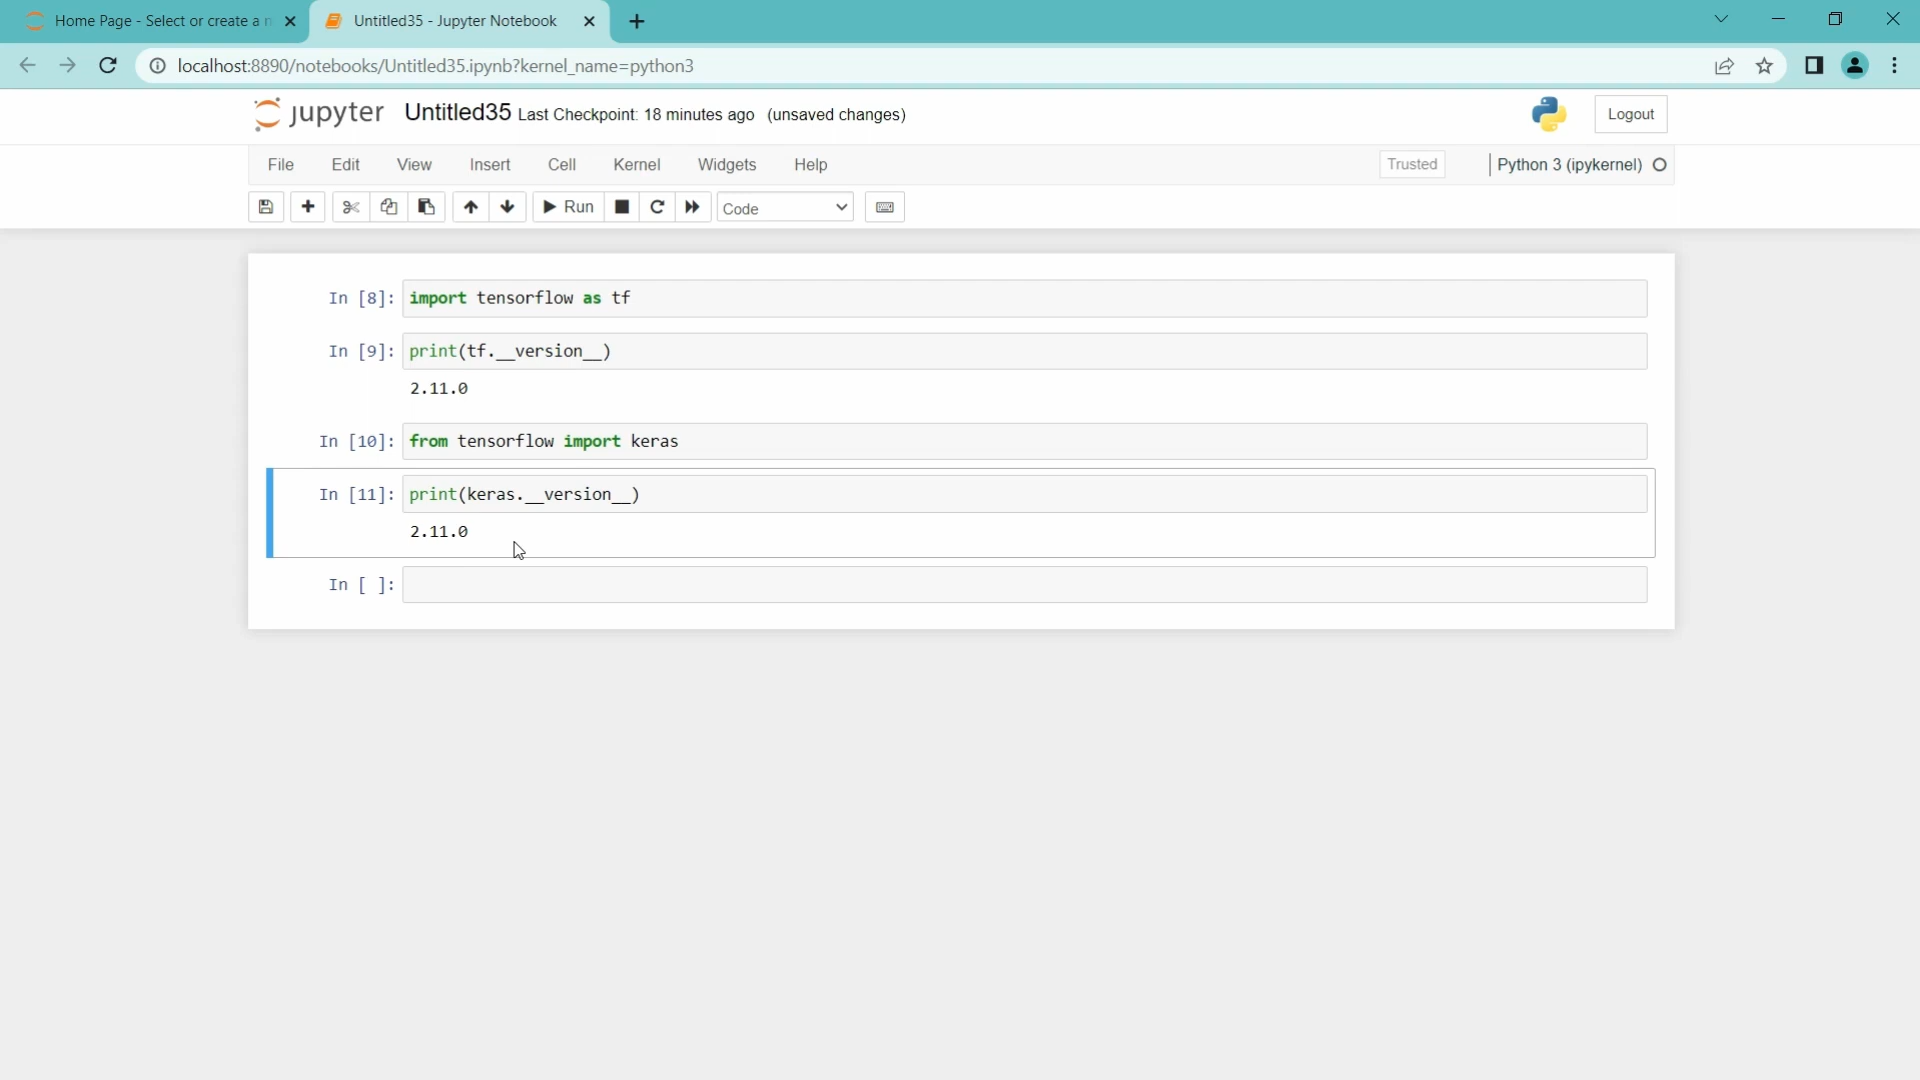 Home Page - Select or create a n
Untitled35 - Jupyter Notebook
localhost:8890/notebooks/Untitled35.ipynb?kernel_name=python3
jupyter Untitled35 Last Checkpoint: 18 minutes ago (unsaved changes)
Logout
File Edit View Insert Cell Kernel Widgets Help
Trusted
Python 3 (ipykernel)
Run
Code
In [8]: import tensorflow as tf
In [9]: print(tf.__version__)
2.11.0
In [10]: from tensorflow import keras
In [11]: print(keras.__version__)
2.11.0
In [ ]: